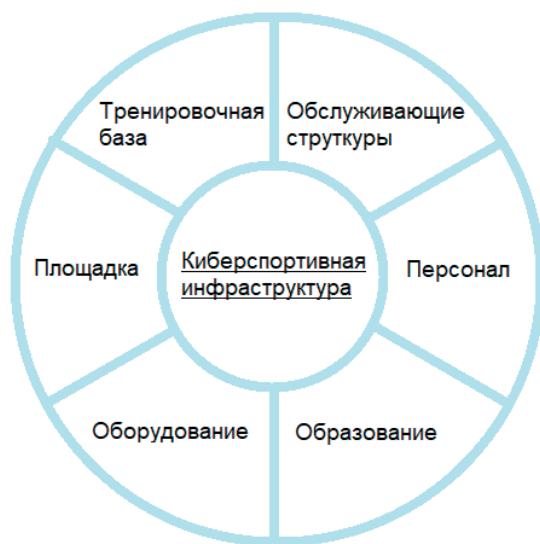 Тренировочная
база
Обслуживающие
струткуры
Площадка
Киберспортивная
инфраструктура
Персонал
Оборудование
Образование